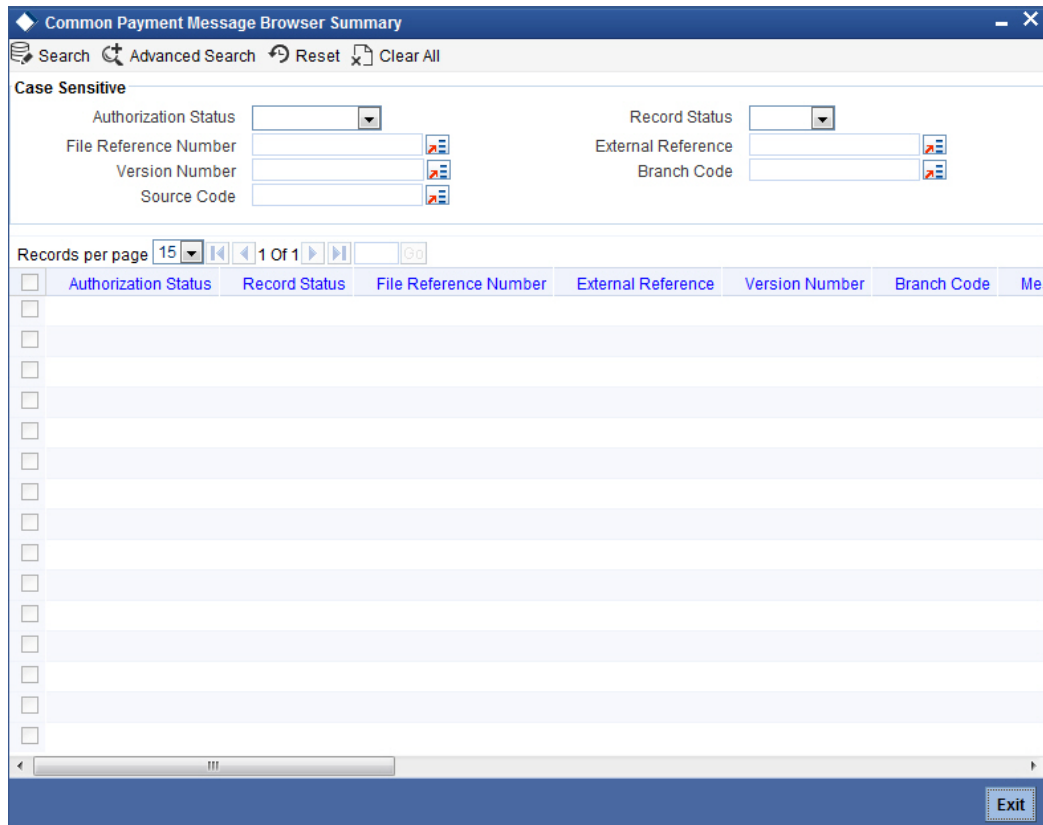 Common Payment Message Browser Summary
Search Advanced Search Reset Clear All
Case Sensitive
Authorization Status Record Status
File Reference Number External Reference
Version Number Branch Code
Source Code
Records per page 15 1 Of 1 Go
Authorization Status Record Status File Reference Number External Reference Version Number Branch Code Me
Exit